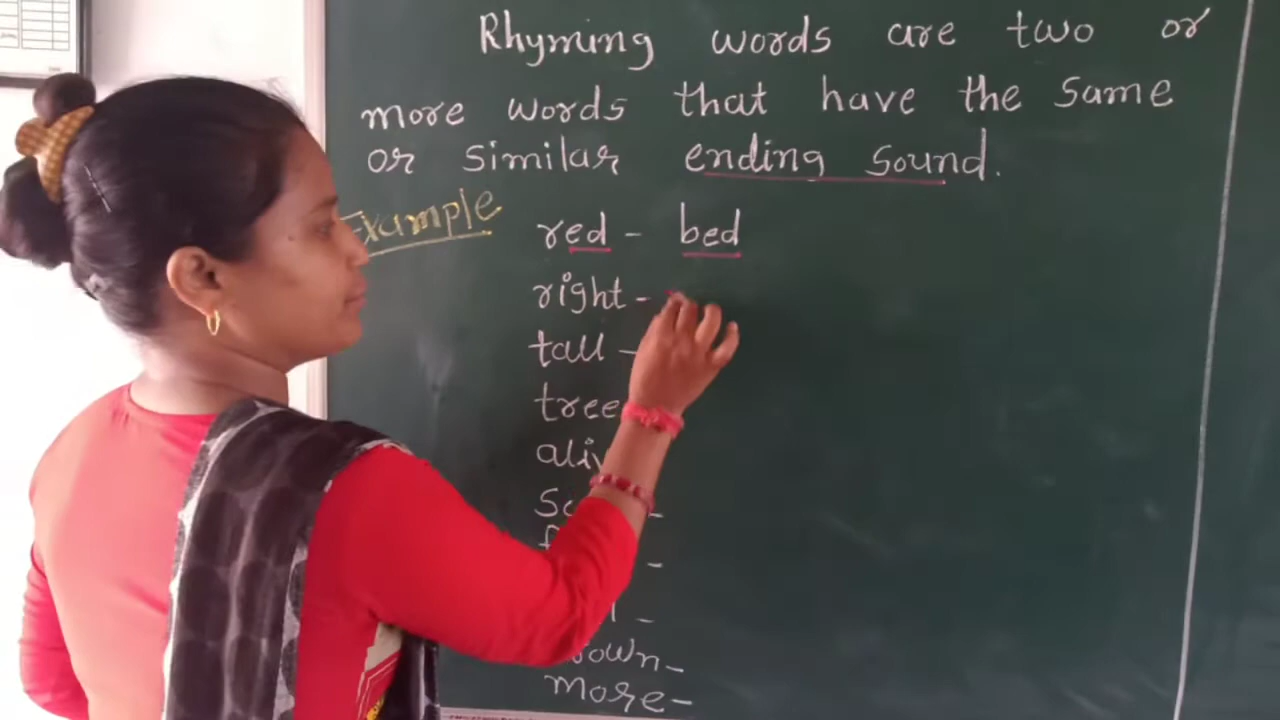 Rhyming words are two or
more words that have the same
or similar ending sound.
Example
red - bed
right -
tall -
tree
more -